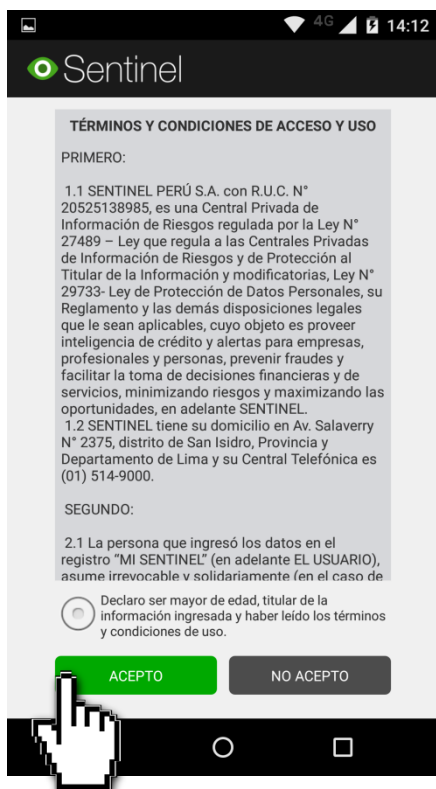 4G 14:12
Sentinel
TÉRMINOS Y CONDICIONES DE ACCESO Y USO
PRIMERO:
1.1 SENTINEL PERÚ S.A. con R.U.C. N°
20525138985, es una Central Privada de
Información de Riesgos regulada por la Ley N°
27489 – Ley que regula a las Centrales Privadas
de Información de Riesgos y de Protección al
Titular de la Información y modificatorias, Ley N°
29733- Ley de Protección de Datos Personales, su
Reglamento y las demás disposiciones legales
que le sean aplicables, cuyo objeto es proveer
inteligencia de crédito y alertas para empresas,
profesionales y personas, prevenir fraudes y
facilitar la toma de decisiones financieras y de
servicios, minimizando riesgos y maximizando las
oportunidades, en adelante SENTINEL.
1.2 SENTINEL tiene su domicilio en Av. Salaverry
N° 2375, distrito de San Isidro, Provincia y
Departamento de Lima y su Central Telefónica es
(01) 514-9000.
SEGUNDO:
2.1 La persona que ingresó los datos en el
registro “MI SENTINEL” (en adelante EL USUARIO),
asume irrevocable y solidariamente (en el caso de
Declaro ser mayor de edad, titular de la
información ingresada y haber leído los términos
y condiciones de uso.
ACEPTO NO ACEPTO